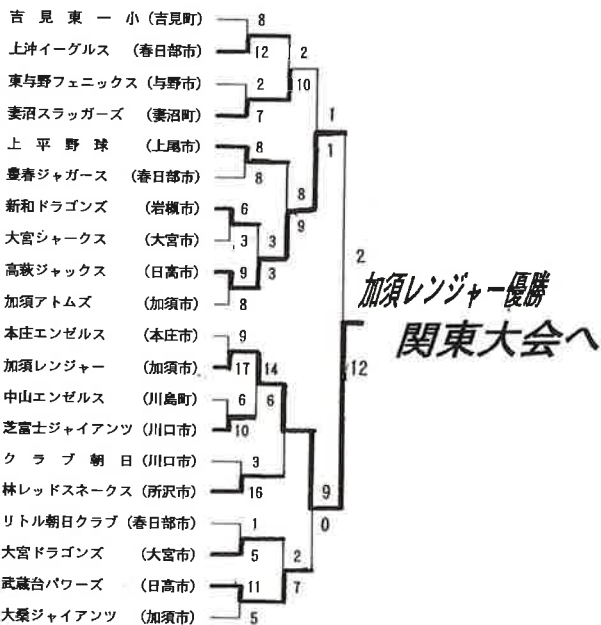 吉見東一小 (吉見町) 8
上沖イーグルス (春日部市) 12
2
10
東与野フェニックス (与野市) 2
妻沼スラッガーズ (妻沼町) 7
1
1
上平野球 (上尾市) 8
豊春ジャガース (春日部市) 8
8
9
新和ドラゴンズ (岩槻市) 6
大宮シャークス (大宮市) 3
3
3
高萩ジャックス (日高市) 9
加須アトムズ (加須市) 8
2
12
加須レンジャー優勝
関東大会へ
本庄エンゼルス (本庄市) 9
加須レンジャー (加須市) 17
14
6
中山エンゼルス (川島町) 6
芝富士ジャイアンツ (川口市) 10
クラブ朝日 (川口市) 3
林レッドスネークス (所沢市) 16
9
0
リトル朝日クラブ (春日部市) 1
大宮ドラゴンズ (大宮市) 5
2
7
武蔵台パワーズ (日高市) 11
大桑ジャイアンツ (加須市) 5